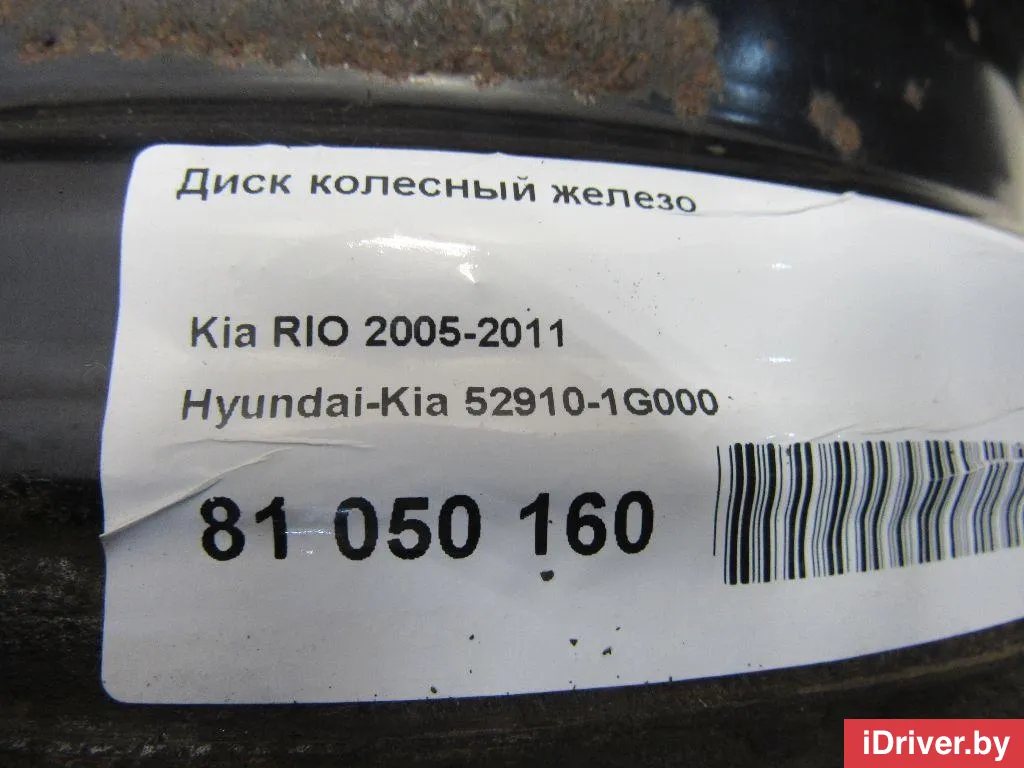 Диск колесный железо
Kia RIO 2005-2011
Hyundai-Kia 52910-1G000
81 050 160
iDriver.by